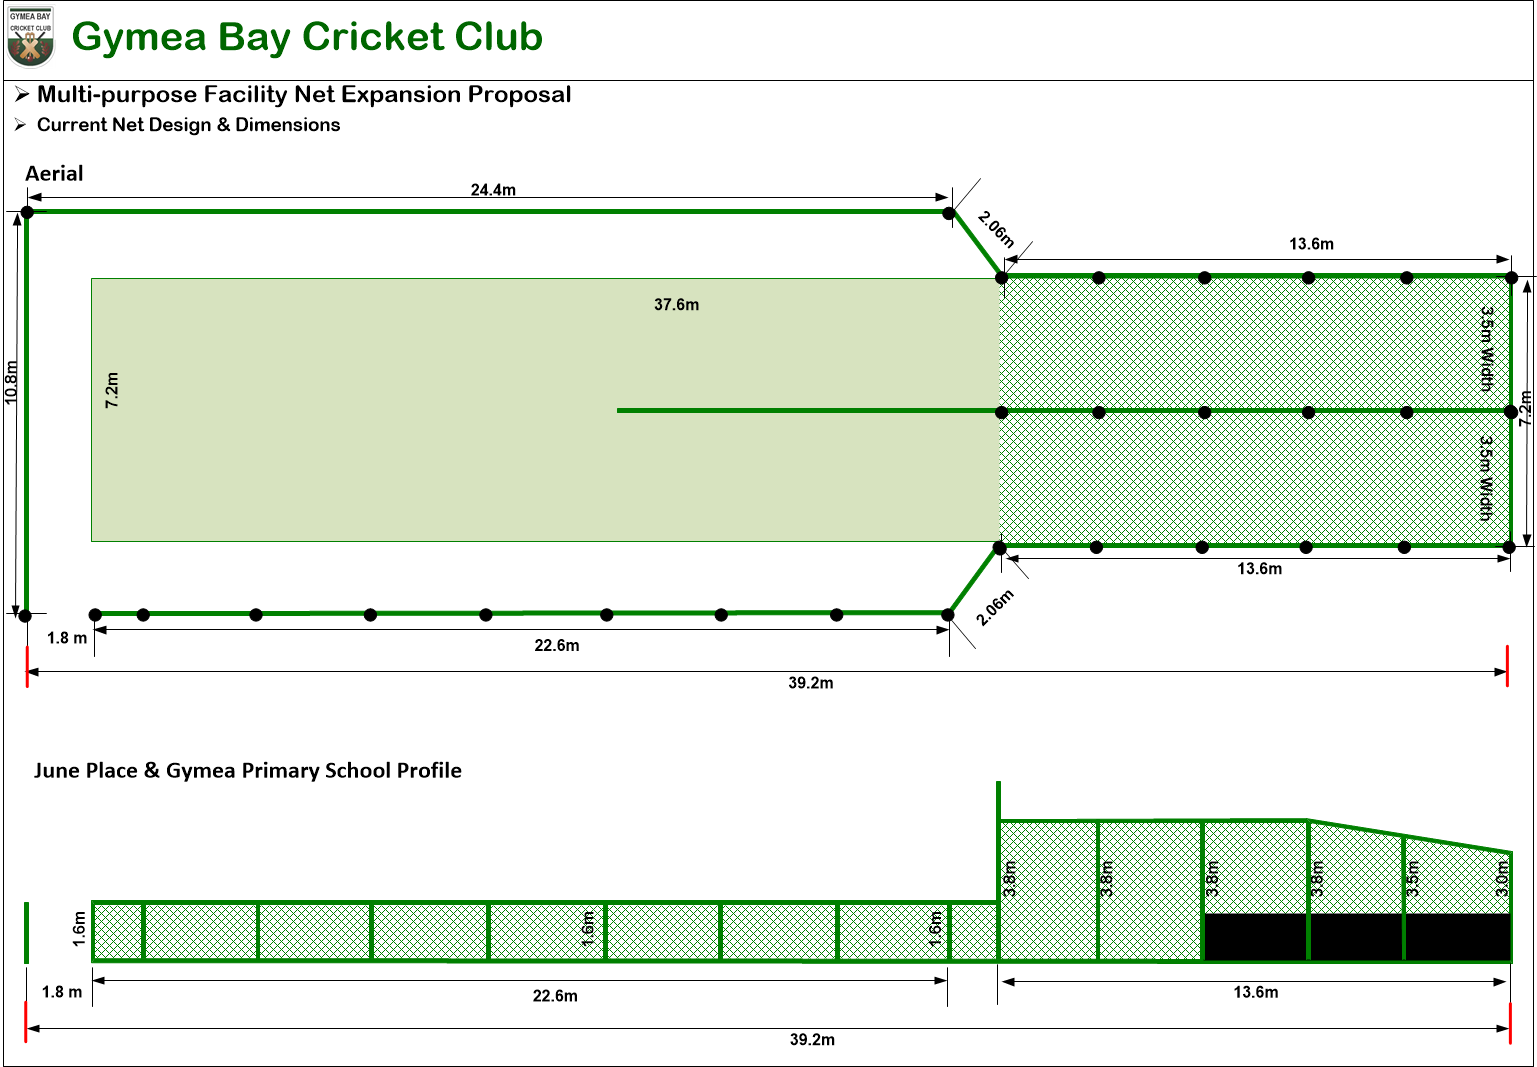 GYMEA BAY
CRICKET CLUB
Gymea Bay Cricket Club
Multi-purpose Facility Net Expansion Proposal
Current Net Design & Dimensions
Aerial
24.4m
2.06m
13.6m
37.6m
3.5m Width
10.8m
7.2m
7.2m
3.5m Width
13.6m
2.06m
1.8 m
22.6m
39.2m
June Place & Gymea Primary School Profile
3.8m
3.8m
3.8m
3.8m
3.5m
3.0m
1.6m
1.6m
1.6m
1.8 m
22.6m
13.6m
39.2m